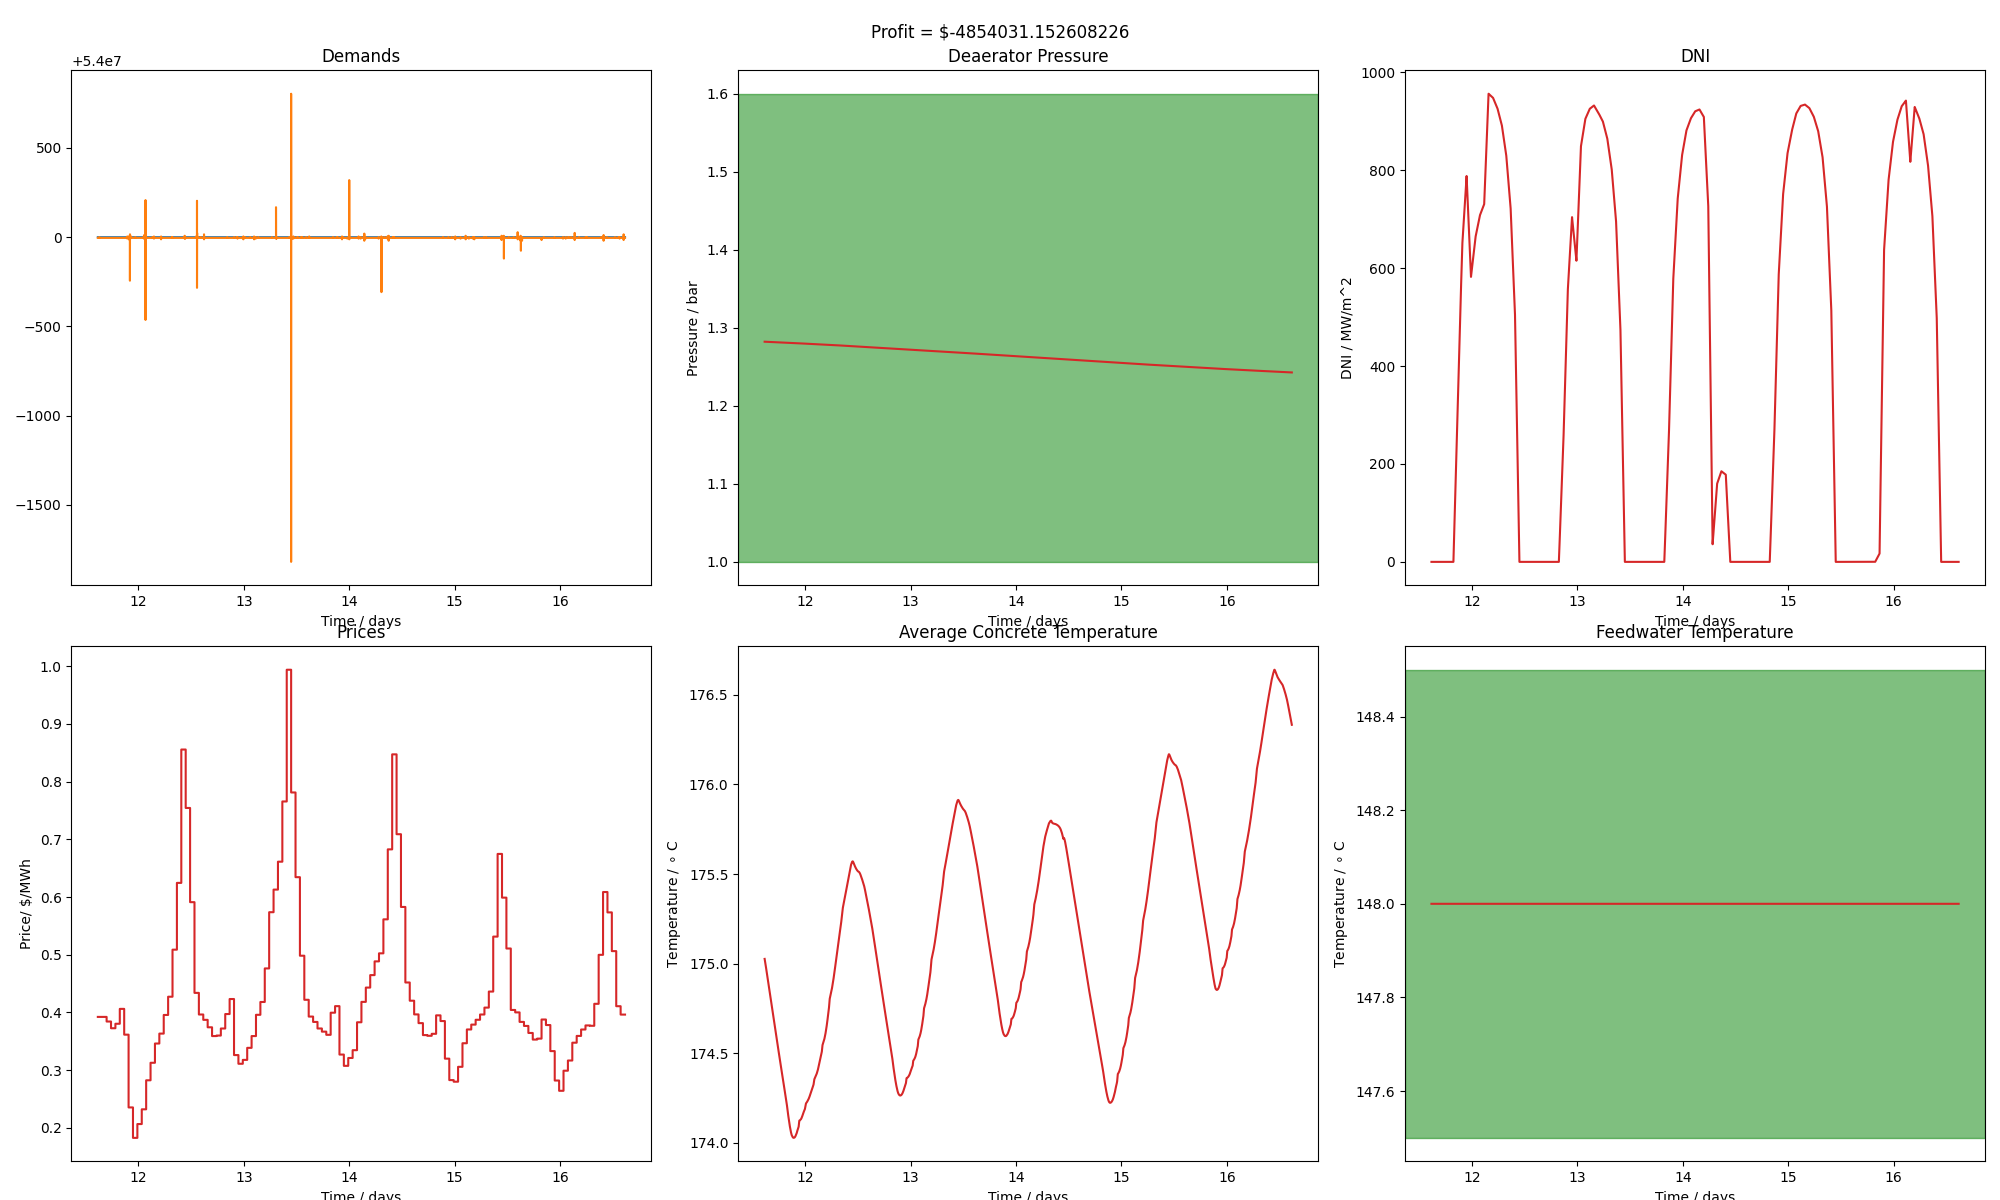 Profit = $-4854031.152608226
Demands
+5.4e7
500
0
−500
−1000
−1500
12 13 14 15 16
Time / days
Deaerator Pressure
Pressure / bar
1.6
1.5
1.4
1.3
1.2
1.1
1.0
12 13 14 15 16
Time / days
DNI
DNI / MW/m^2
1000
800
600
400
200
0
12 13 14 15 16
Time / days
Prices
Price/ $/MWh
1.0
0.9
0.8
0.7
0.6
0.5
0.4
0.3
0.2
12 13 14 15 16
Time / days
Average Concrete Temperature
Temperature / ∘ C
176.5
176.0
175.5
175.0
174.5
174.0
12 13 14 15 16
Time / days
Feedwater Temperature
Temperature / ∘ C
148.4
148.2
148.0
147.8
147.6
12 13 14 15 16
Time / days